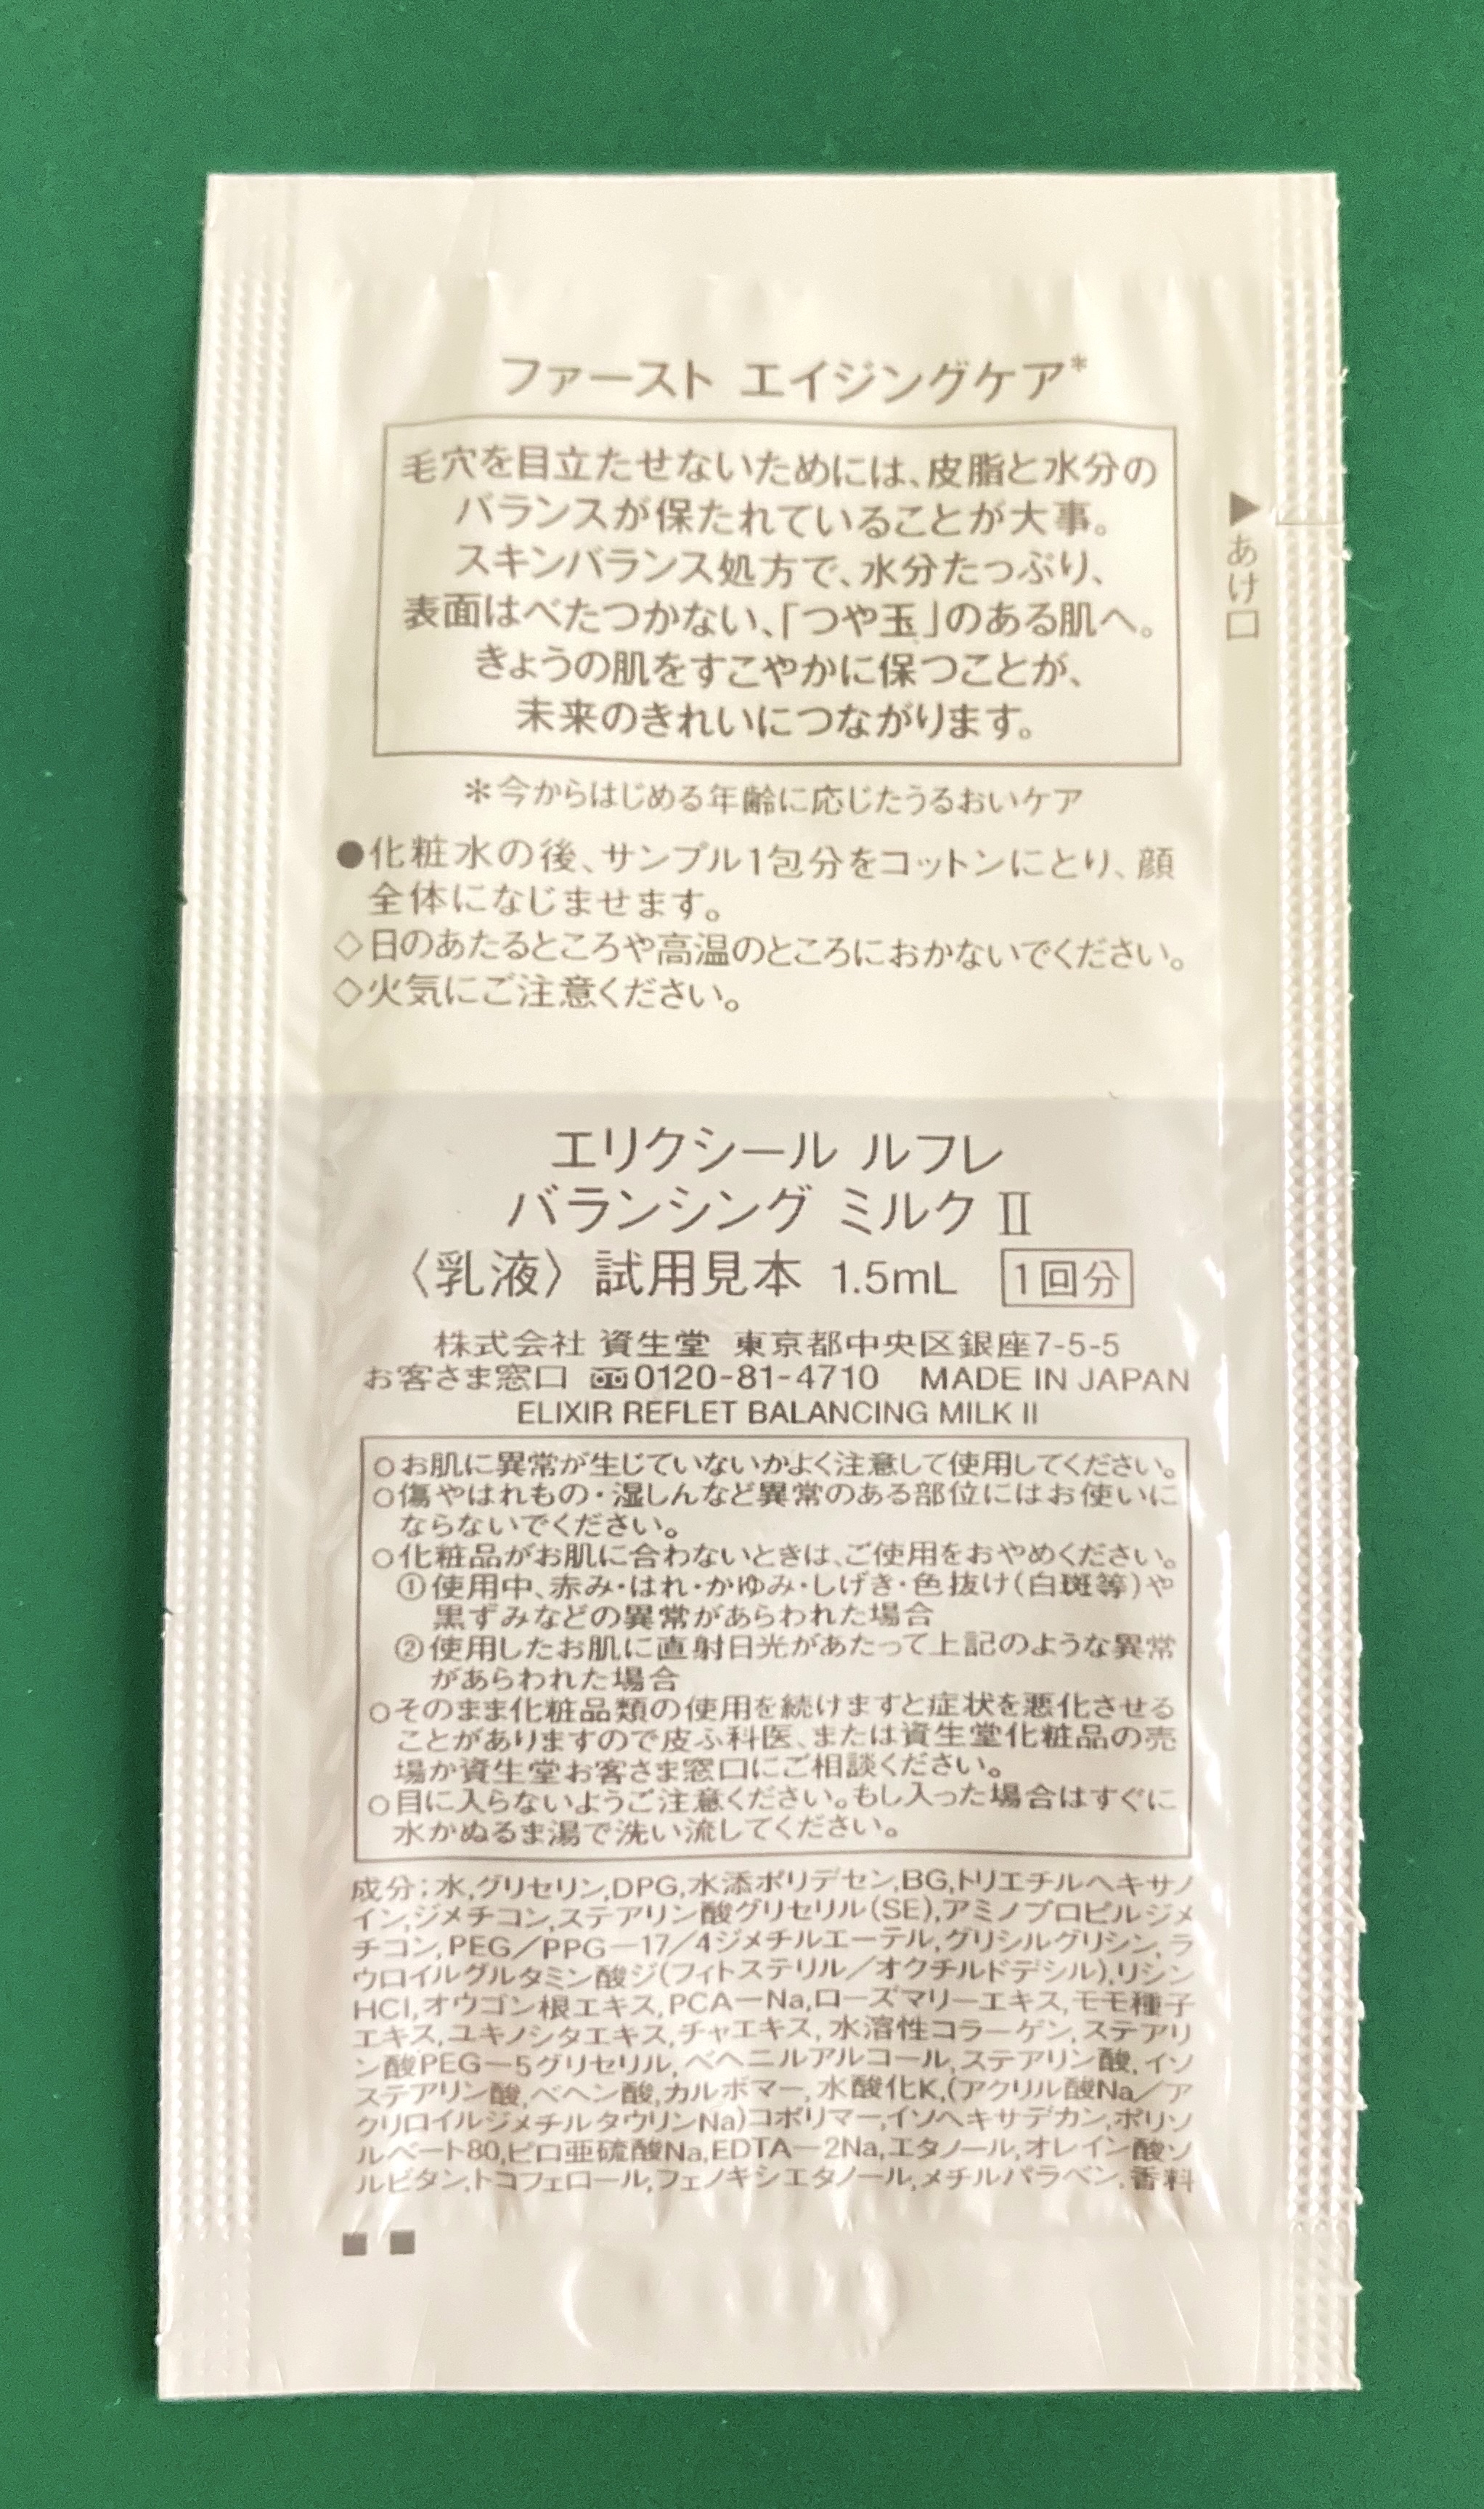 ファースト エイジングケア*
毛穴を目立たせないためには、皮脂と水分の
バランスが保たれていることが大事。
スキンバランス処方で、水分たっぷり、
表面はべたつかない、「つや玉」のある肌へ。
きょうの肌をすこやかに保つことが、
未来のきれいにつながります。
▶あけ口
＊今からはじめる年齢に応じたうるおいケア
●化粧水の後、サンプル1包分をコットンにとり、顔
全体になじませます。
◇日のあたるところや高温のところにおかないでください。
◇火気にご注意ください。
エリクシール ルフレ
バランシング ミルク Ⅱ
〈乳液〉 試用見本 1.5mL 1回分
株式会社 資生堂 東京都中央区銀座7-5-5
お客さま窓口 0120-81-4710 MADE IN JAPAN
ELIXIR REFLET BALANCING MILK II
○お肌に異常が生じていないかよく注意して使用してください。
○傷やはれもの・湿しんなど異常のある部位にはお使いに
ならないでください。
○化粧品がお肌に合わないときは、ご使用をおやめください。
①使用中、赤み・はれ・かゆみ・しげき・色抜け(白斑等)や
黒ずみなどの異常があらわれた場合
②使用したお肌に直射日光があたって上記のような異常
があらわれた場合
○そのまま化粧品類の使用を続けますと症状を悪化させる
ことがありますので皮ふ科医、または資生堂化粧品の売
場か資生堂お客さま窓口にご相談ください。
○目に入らないようご注意ください。もし入った場合はすぐに
水かぬるま湯で洗い流してください。
成分：水,グリセリン,DPG,水添ポリデセン,BG,トリエチルヘキサノ
イン,ジメチコン,ステアリン酸グリセリル(SE),アミノプロピルジメ
チコン,PEG／PPG－17／4ジメチルエーテル,グリシルグリシン,ラ
ウロイルグルタミン酸ジ(フィトステリル／オクチルドデシル),リシン
HCl,オウゴン根エキス,PCA－Na,ローズマリーエキス,モモ種子
エキス,ユキノシタエキス,チャエキス,水溶性コラーゲン,ステアリ
ン酸PEG－5グリセリル,ベヘニルアルコール,ステアリン酸,イソ
ステアリン酸,ベヘン酸,カルボマー,水酸化K,(アクリル酸Na／ア
クリロイルジメチルタウリンNa)コポリマー,イソヘキサデカン,ポリソ
ルベート80,ピロ亜硫酸Na,EDTA－2Na,エタノール,オレイン酸ソ
ルビタン,トコフェロール,フェノキシエタノール,メチルパラベン,香料